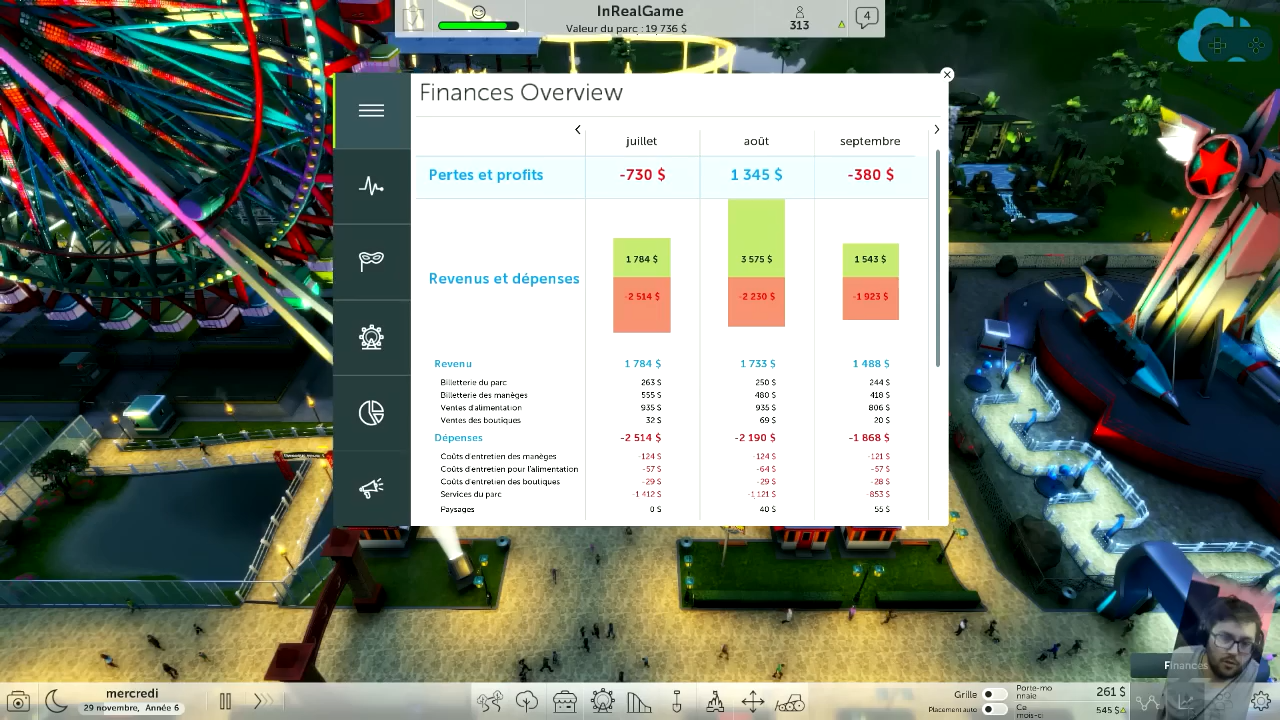 InRealGame
Valeur du parc : 19 736 $
313
4
Finances Overview
juillet août septembre
Pertes et profits -730 $ 1 345 $ -380 $
1 784 $ 3 575 $ 1 543 $
Revenus et dépenses
-2 514 $ -2 230 $ -1 923 $
Revenu 1 784 $ 1 733 $ 1 488 $
Billetterie du parc 263 $ 250 $ 244 $
Billetterie des manèges 555 $ 480 $ 418 $
Ventes d'alimentation 935 $ 935 $ 806 $
Ventes des boutiques 32 $ 69 $ 20 $
Dépenses -2 514 $ -2 190 $ -1 868 $
Coûts d'entretien des manèges -124 $ -124 $ -121 $
Coûts d'entretien pour l'alimentation -57 $ -64 $ -57 $
Coûts d'entretien des boutiques -29 $ -29 $ -28 $
Services du parc -1 412 $ -1,121 $ -853 $
Paysages 0 $ 40 $ 55 $
Finances
mercredi
29 novembre, Année 6
Grille
Placement auto
Porte-mo
nnaie
261 $
Ce
mois-ci
545 $